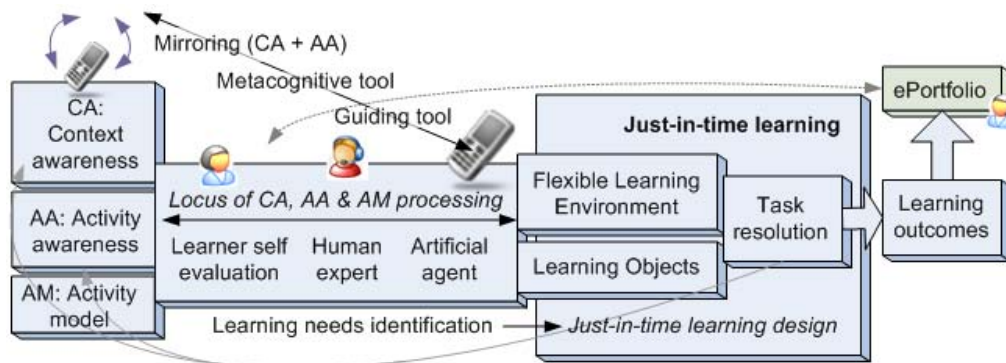 Mirroring (CA + AA)
Metacognitive tool
Guiding tool
CA:
Context
awareness
AA: Activity
awareness
AM: Activity
model
Locus of CA, AA & AM processing
Learner self
evaluation
Human
expert
Artificial
agent
Learning needs identification
Just-in-time learning
Flexible Learning
Environment
Learning Objects
Task
resolution
Just-in-time learning design
ePortfolio
Learning
outcomes